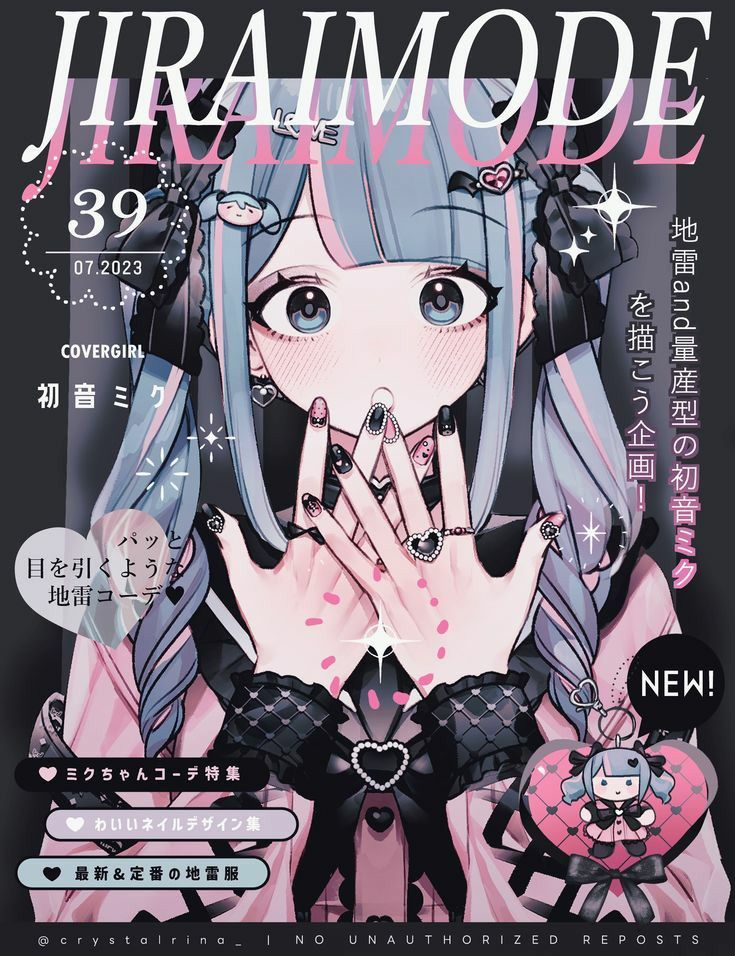 JIRAIMODE
JIRAIMODE
LOVE
39
07.2023
COVERGIRL
初音ミク
地雷and量産型の初音ミク
を描こう企画！
パッと
目を引くような
地雷コーデ♥
NEW!
ミクちゃんコーデ特集
わいいネイルデザイン集
最新&定番の地雷服
@crystalrina_ | NO UNAUTHORIZED REPOSTS